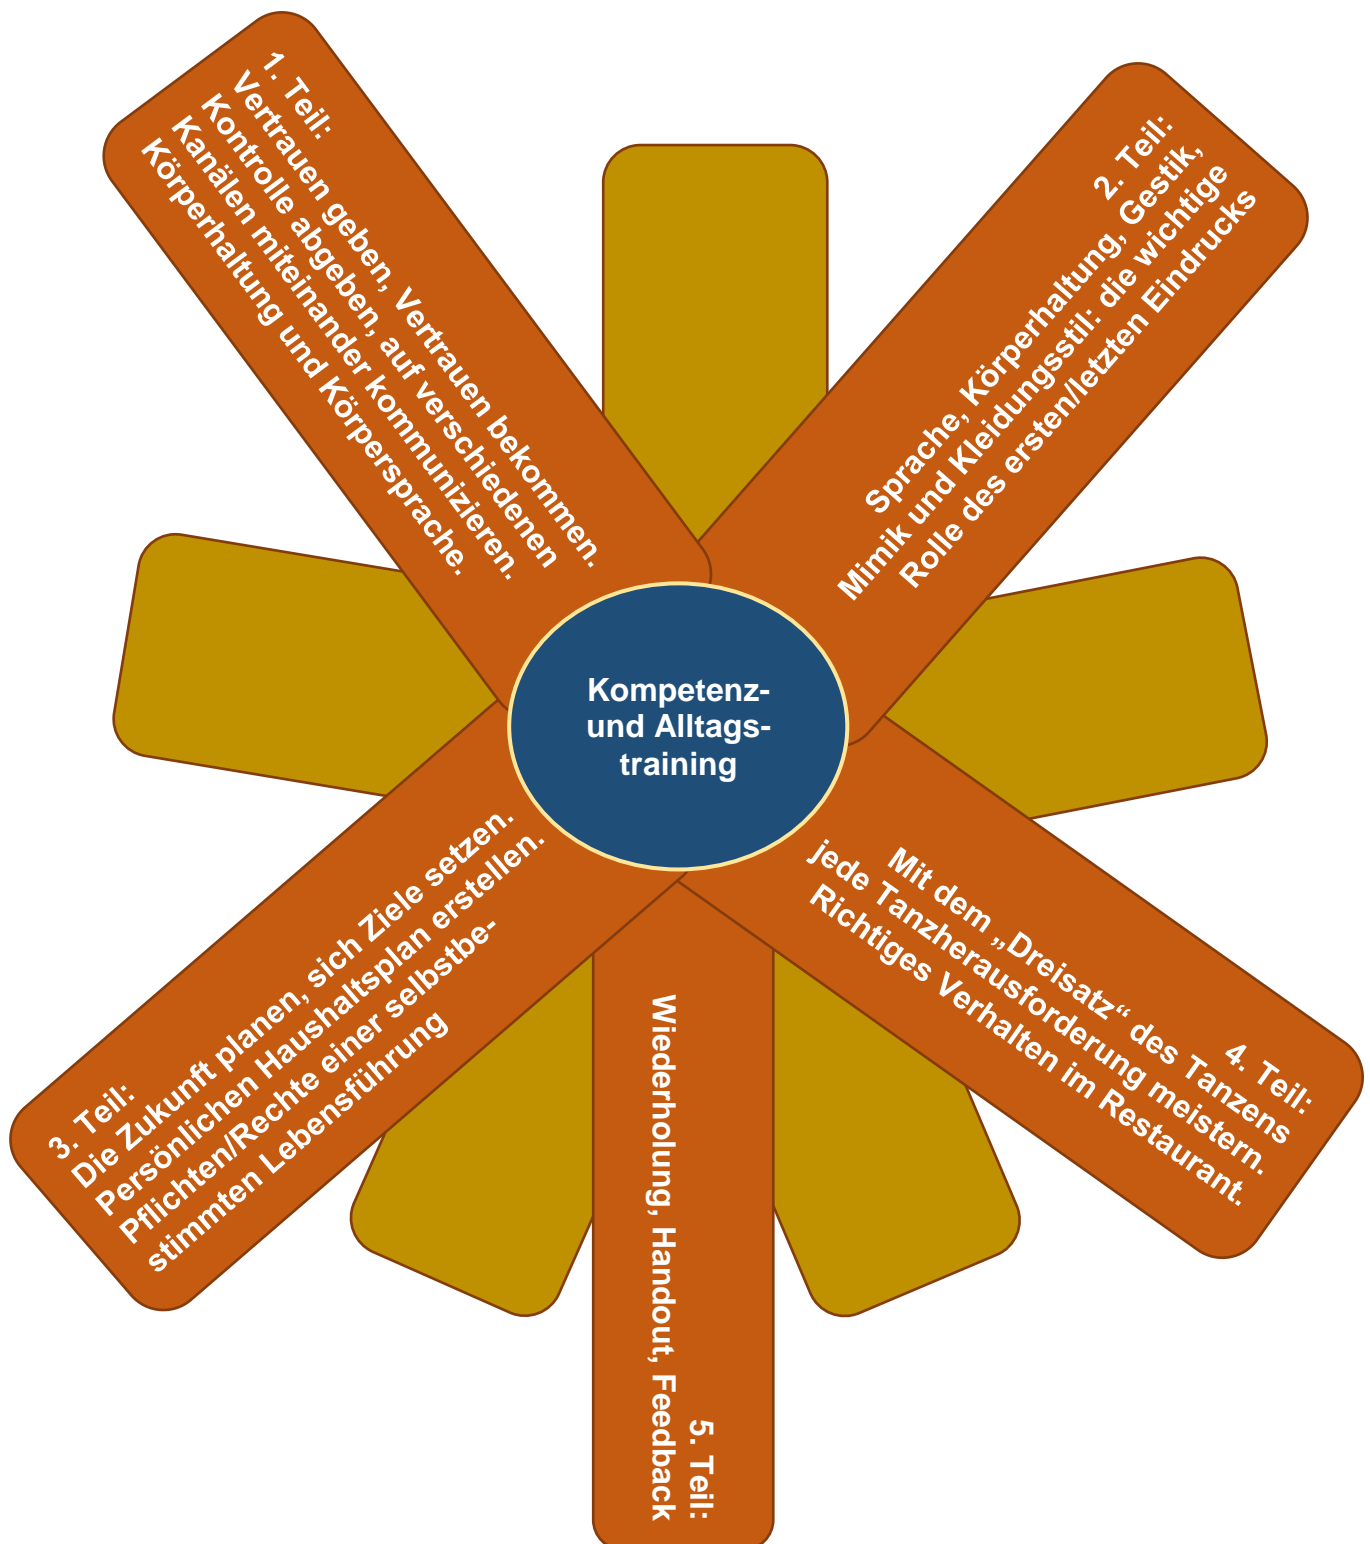 1. Teil:
Vertrauen geben, Vertrauen bekommen.
Kontrolle abgeben, auf verschiedenen
Kanälen miteinander kommunizieren.
Körperhaltung und Körpersprache.
2. Teil:
Sprache, Körperhaltung, Gestik,
Mimik und Kleidungsstil: die wichtige
Rolle des ersten/letzten Eindrucks
Kompetenz-
und Alltags-
training
3. Teil:
Die Zukunft planen, sich Ziele setzen.
Persönlichen Haushaltsplan erstellen.
Pflichten/Rechte einer selbstbe-
stimmten Lebensführung
4. Teil:
Mit dem „Dreisatz“ des Tanzens
jede Tanzherausforderung meistern.
Richtiges Verhalten im Restaurant.
5. Teil:
Wiederholung, Handout, Feedback